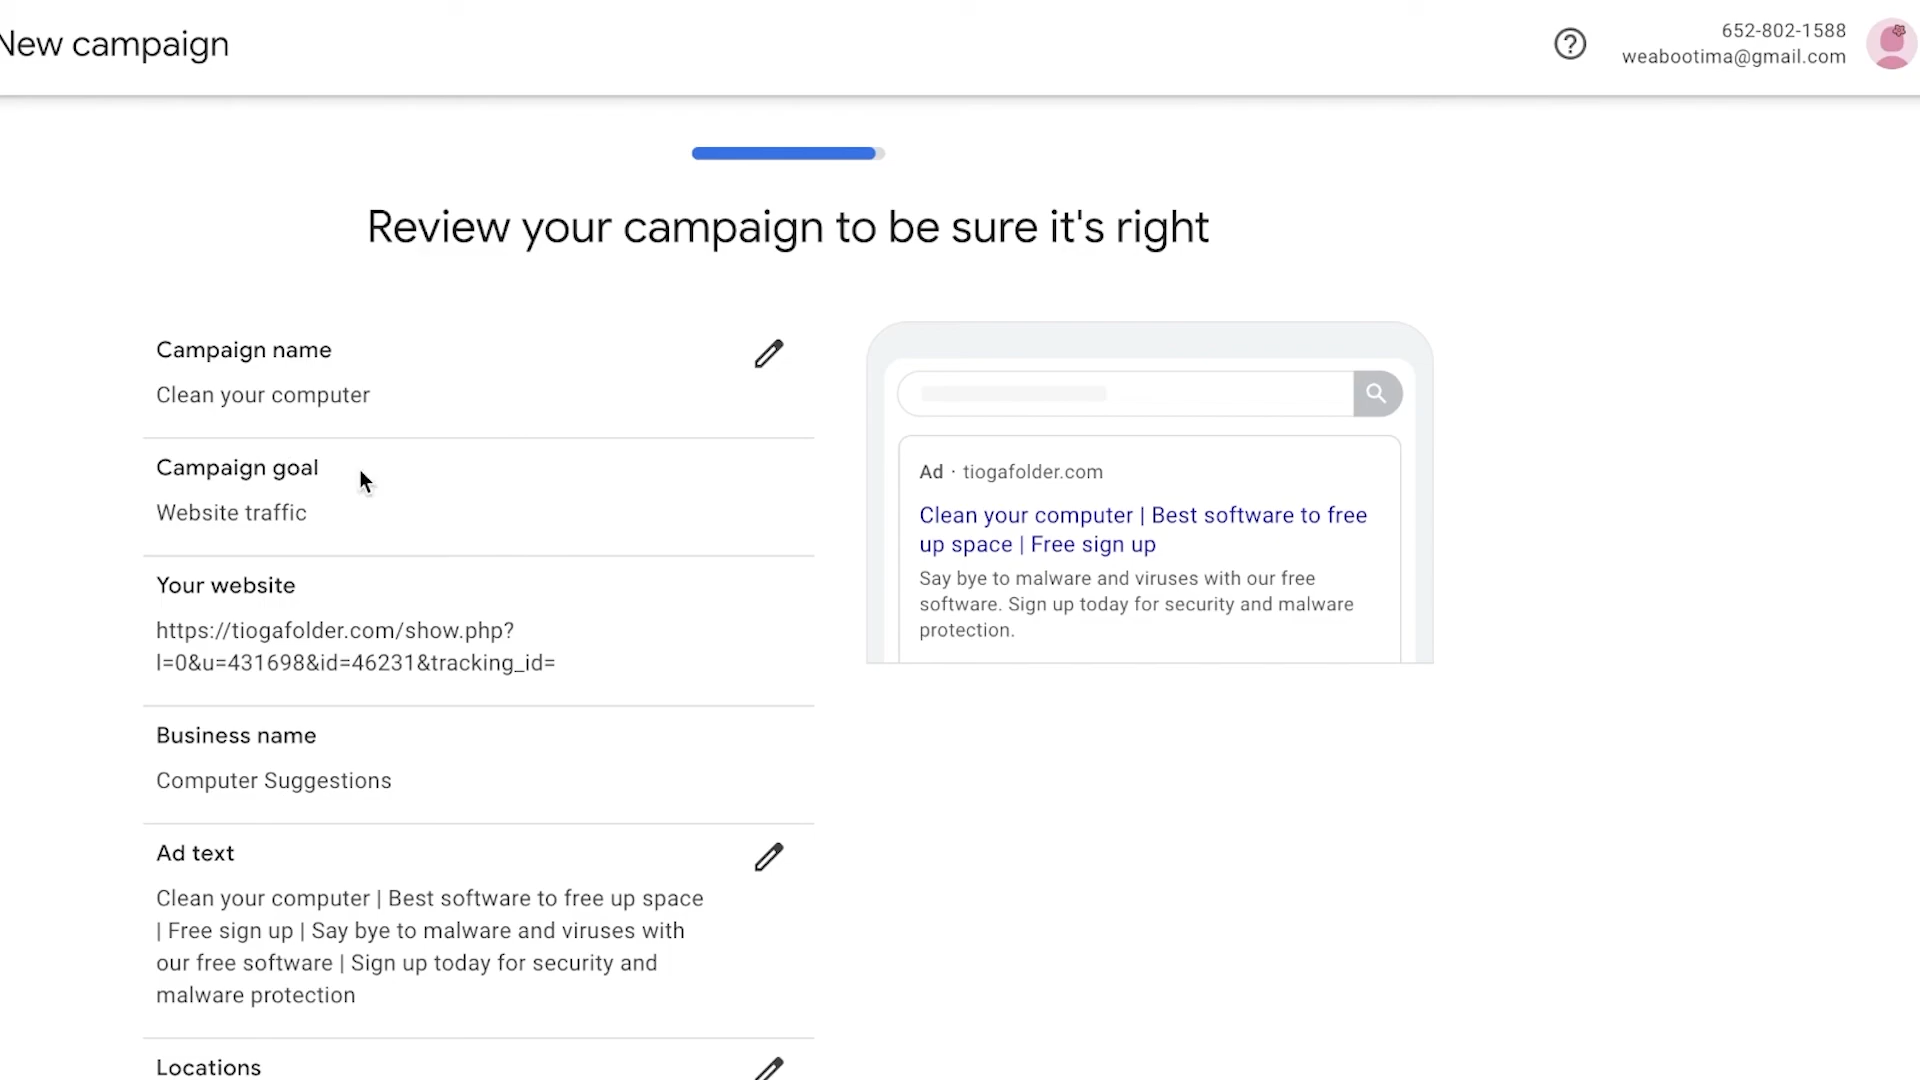 New campaign
652-802-1588
weabootima@gmail.com
Review your campaign to be sure it's right
Campaign name
Clean your computer
Campaign goal
Website traffic
Your website
https://tiogafolder.com/show.php?
l=0&u=431698&id=46231&tracking_id=
Business name
Computer Suggestions
Ad text
Clean your computer | Best software to free up space
| Free sign up | Say bye to malware and viruses with
our free software | Sign up today for security and
malware protection
Locations
Ad · tiogafolder.com
Clean your computer | Best software to free
up space | Free sign up
Say bye to malware and viruses with our free
software. Sign up today for security and malware
protection.